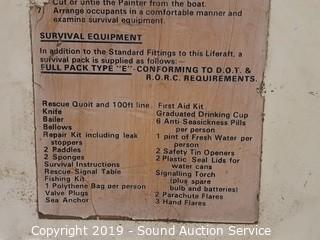 Cut or untie the Painter from the boat.
7. Arrange occupants in a comfortable manner and
examine survival equipment.
SURVIVAL EQUIPMENT
In addition to the Standard Fittings to this Liferaft, a
survival pack is supplied as follows:—
FULL PACK TYPE "E"-CONFORMING TO D.O.T. &
R.O.R.C. REQUIREMENTS.
Rescue Quoit and 100ft line.
Knife
Bailer
Bellows
Repair Kit including leak
stoppers
2 Paddles
2 Sponges
Survival Instructions
Rescue-Signal Table
Fishing Kit
1 Polythene Bag per person
Valve Plugs
Sea Anchor
First Aid Kit
Graduated Drinking Cup
6 Anti Seasickness Pills
per person
1 pint of Fresh Water per
person
2 Safety Tin Openers
2 Plastic Seal Lids for
water cans
Signalling Torch
(plus spare
bulb and batteries)
2 Parachute Flares
3 Hand Flares
Copyright 2019 - Sound Auction Service